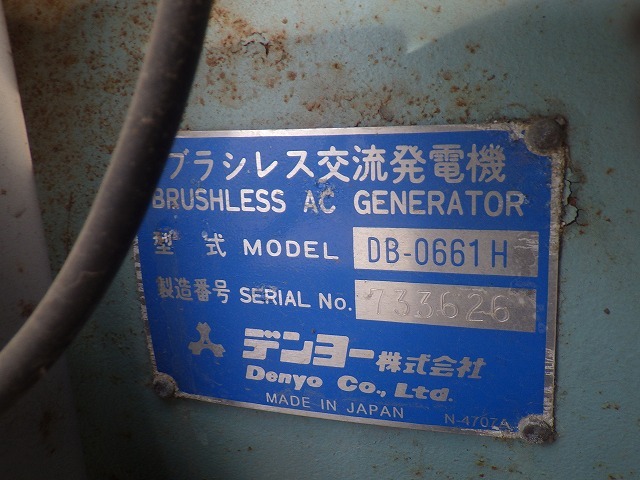 ブラシレス交流発電機
BRUSHLESS AC GENERATOR
型式 MODEL DB-0661H
製造番号 SERIAL No. 733626
デンヨー株式会社
Denyo Co., Ltd.
MADE IN JAPAN N-4707A